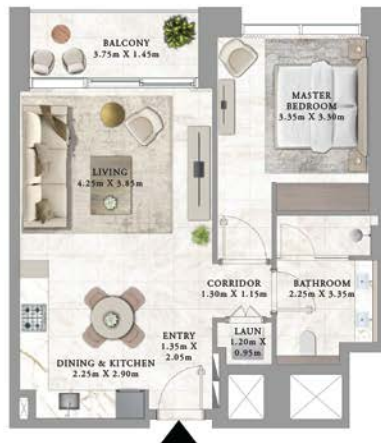 BALCONY
3.75m X 1.45m
MASTER
BEDROOM
3.35m X 3.30m
LIVING
4.25m X 3.85m
CORRIDOR
1.30m X 1.15m
BATHROOM
2.25m X 3.35m
LAUN
1.20m X
0.95m
ENTRY
1.35m X
2.05m
DINING & KITCHEN
2.25m X 2.90m